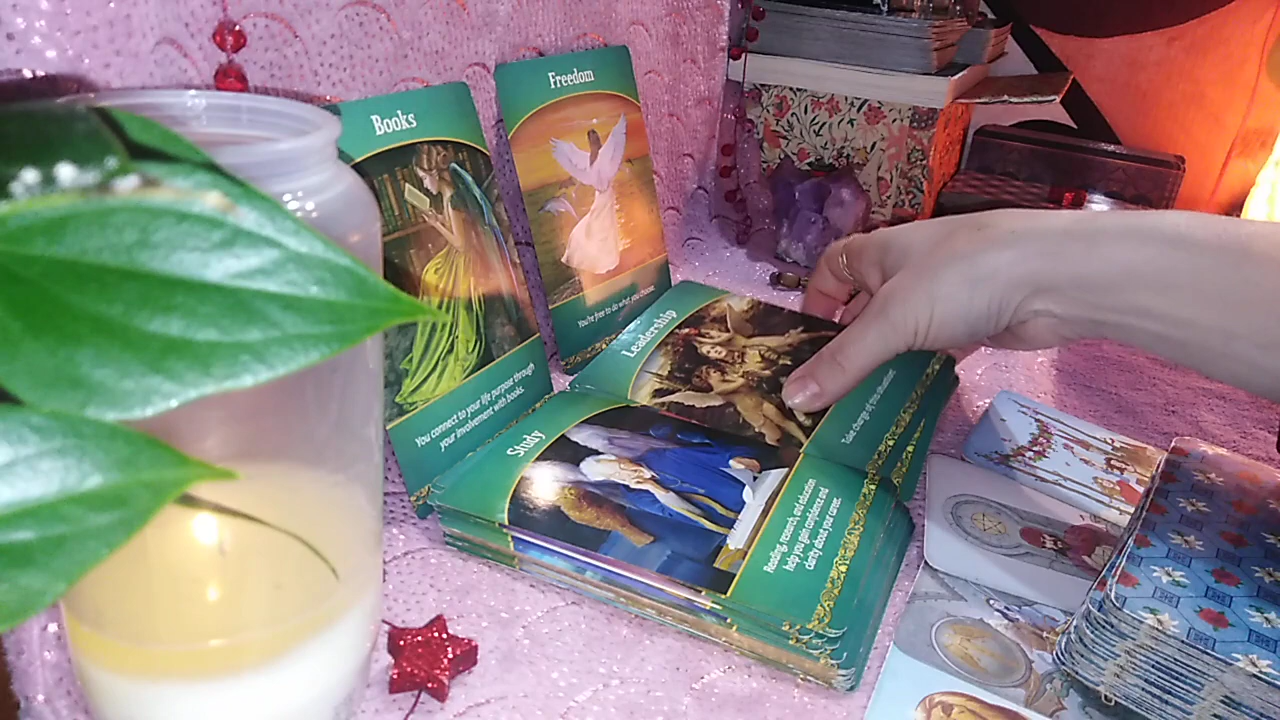 Books
You connect to your life purpose through
your involvement with books.
Freedom
You're free to do what you choose.
Leadership
Take charge of this situation.
Study
Reading, research, and education
help you gain confidence and
clarity about your career.